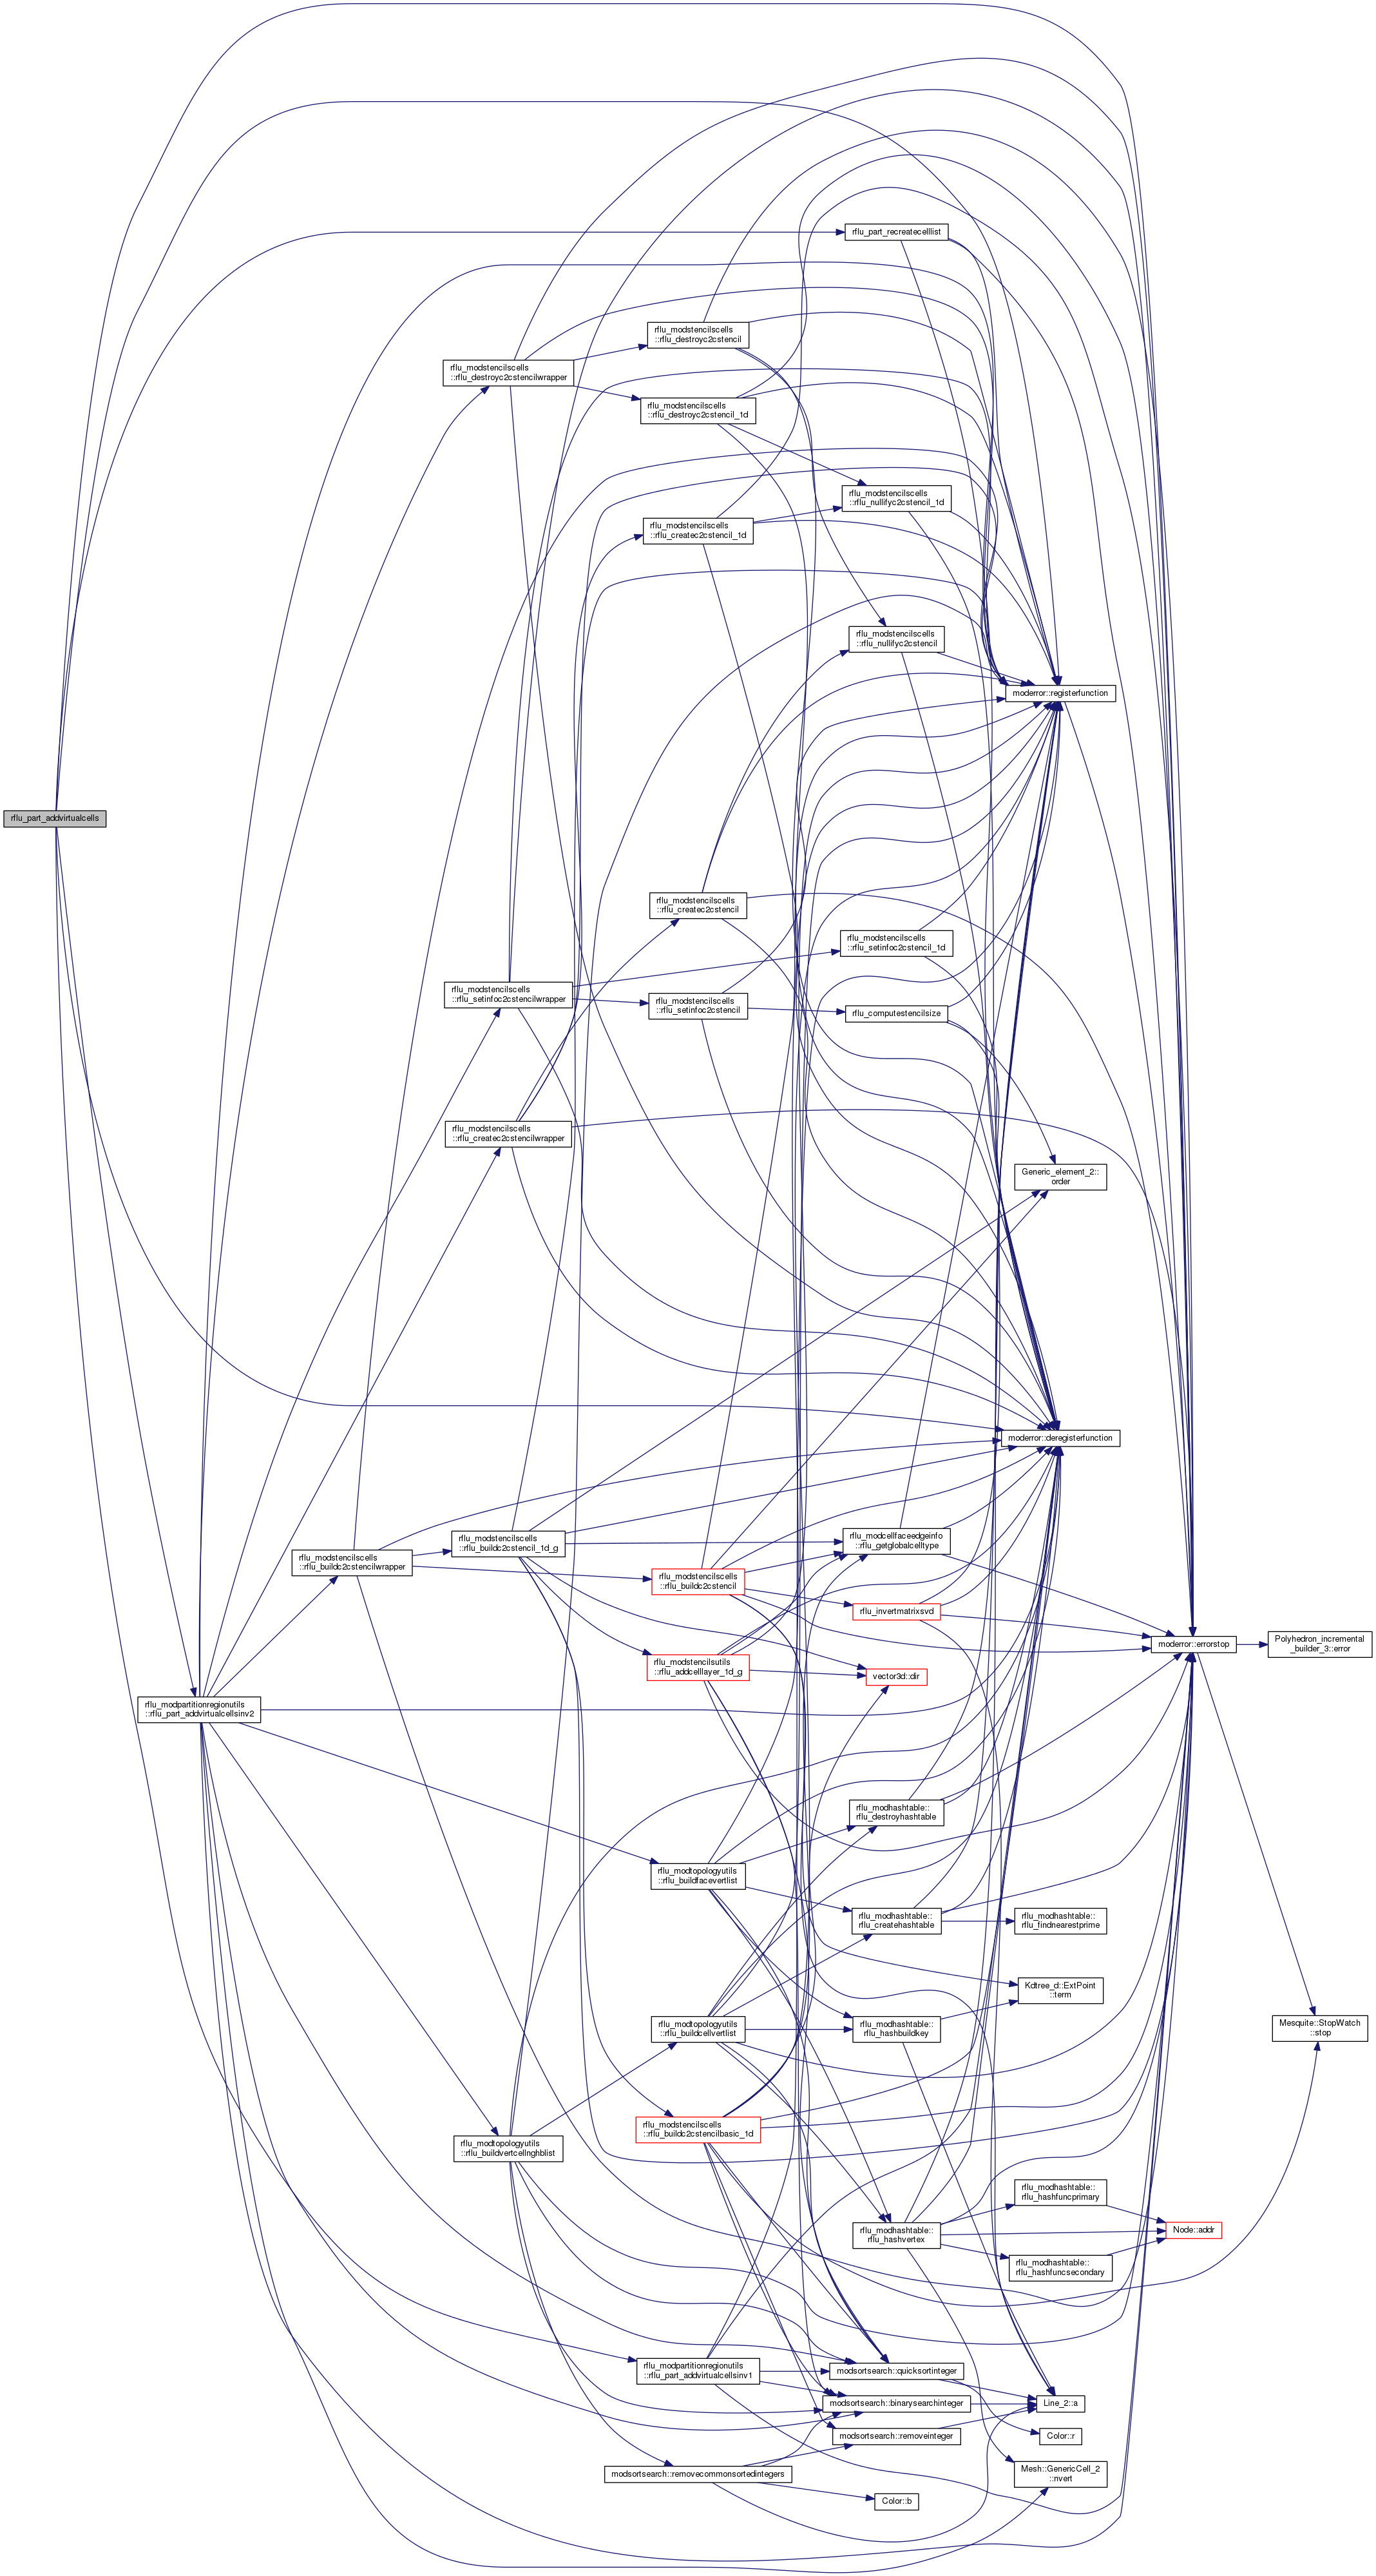 rflu_part_recreatecelllist
rflu_modstencilscells
::rflu_destroyc2cstencil
rflu_modstencilscells
::rflu_destroyc2cstencilwrapper
rflu_modstencilscells
::rflu_destroyc2cstencil_1d
rflu_modstencilscells
::rflu_nullifyc2cstencil_1d
rflu_modstencilscells
::rflu_createc2cstencil_1d
rflu_modstencilscells
::rflu_nullifyc2cstencil
moderror::registerfunction
rflu_part_addvirtualcells
rflu_modstencilscells
::rflu_createc2cstencil
rflu_modstencilscells
::rflu_setinfoc2cstencil_1d
rflu_modstencilscells
::rflu_setinfoc2cstencilwrapper
rflu_modstencilscells
::rflu_setinfoc2cstencil
rflu_computestencilsize
rflu_modstencilscells
::rflu_createc2cstencilwrapper
Generic_element_2::
order
moderror::deregisterfunction
rflu_modstencilscells
::rflu_buildc2cstencil_1d_g
rflu_modcellfaceedgeinfo
::rflu_getglobalcelltype
rflu_modstencilscells
::rflu_buildc2cstencilwrapper
rflu_modstencilscells
::rflu_buildc2cstencil
rflu_invertmatrixsvd
moderror::errorstop
Polyhedron_incremental
_builder_3::error
rflu_modstencilsutils
::rflu_addcelllayer_1d_g
vector3d::dir
rflu_modpartitionregionutils
::rflu_part_addvirtualcellsinv2
rflu_modhashtable::
rflu_destroyhashtable
rflu_modtopologyutils
::rflu_buildfacevertlist
rflu_modhashtable::
rflu_createhashtable
rflu_modhashtable::
rflu_findnearestprime
Kdtree_d::ExtPoint
::term
rflu_modtopologyutils
::rflu_buildcellvertlist
rflu_modhashtable::
rflu_hashbuildkey
Mesquite::StopWatch
::stop
rflu_modstencilscells
::rflu_buildc2cstencilbasic_1d
rflu_modtopologyutils
::rflu_buildvertcellnghblist
rflu_modhashtable::
rflu_hashfuncprimary
rflu_modhashtable::
rflu_hashvertex
Node::addr
rflu_modhashtable::
rflu_hashfuncsecondary
rflu_modpartitionregionutils
::rflu_part_addvirtualcellsinv1
modsortsearch::quicksortinteger
modsortsearch::binarysearchinteger
Line_2::a
modsortsearch::removeinteger
Color::r
modsortsearch::removecommonsortedintegers
Mesh::GenericCell_2
::nvert
Color::b